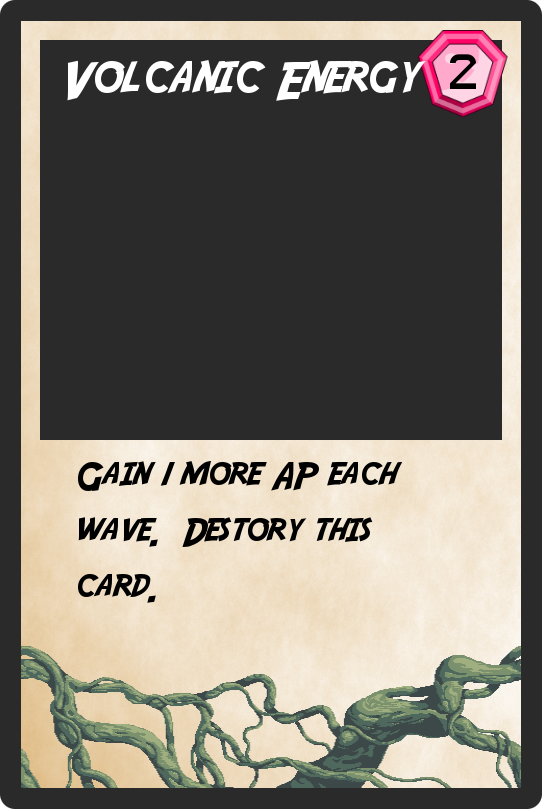 Volcanic Energy
2
Gain 1 more AP each
wave. Destory this
card.